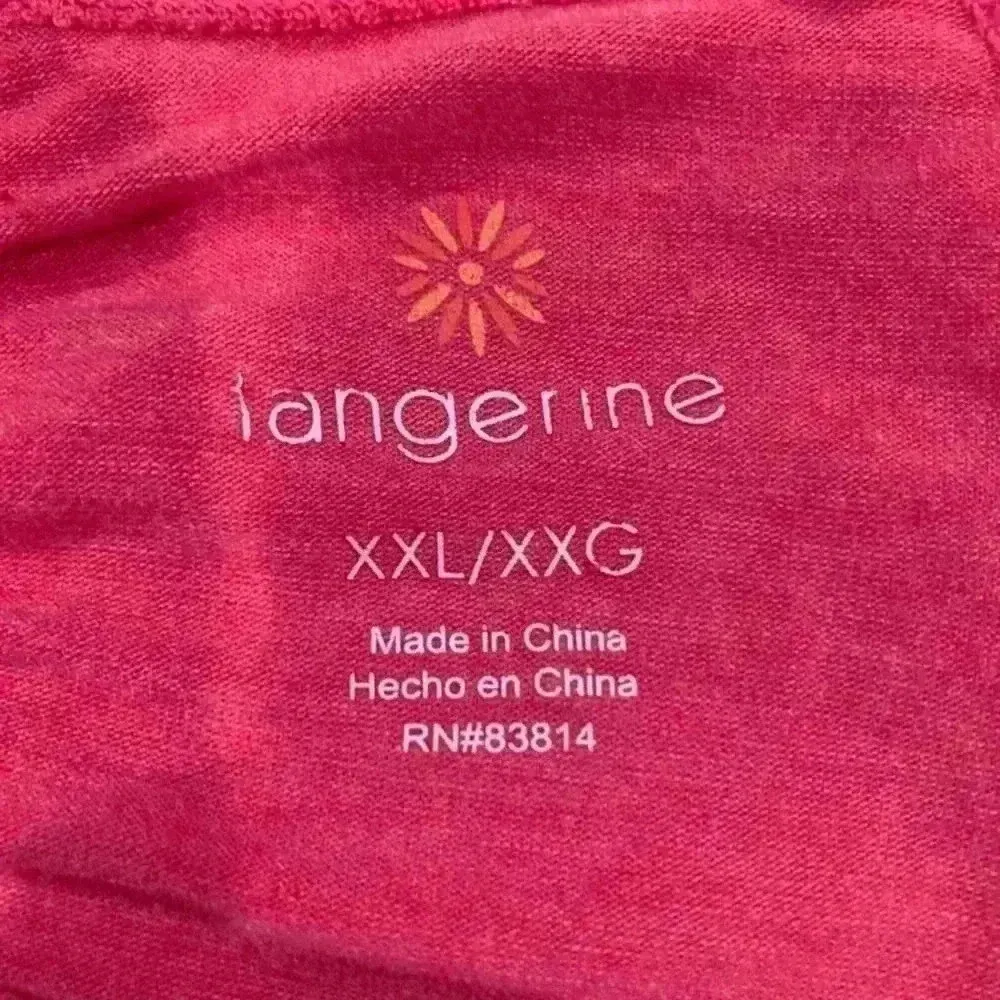 tangerine
XXL/XXG
Made in China
Hecho en China
RN#83814